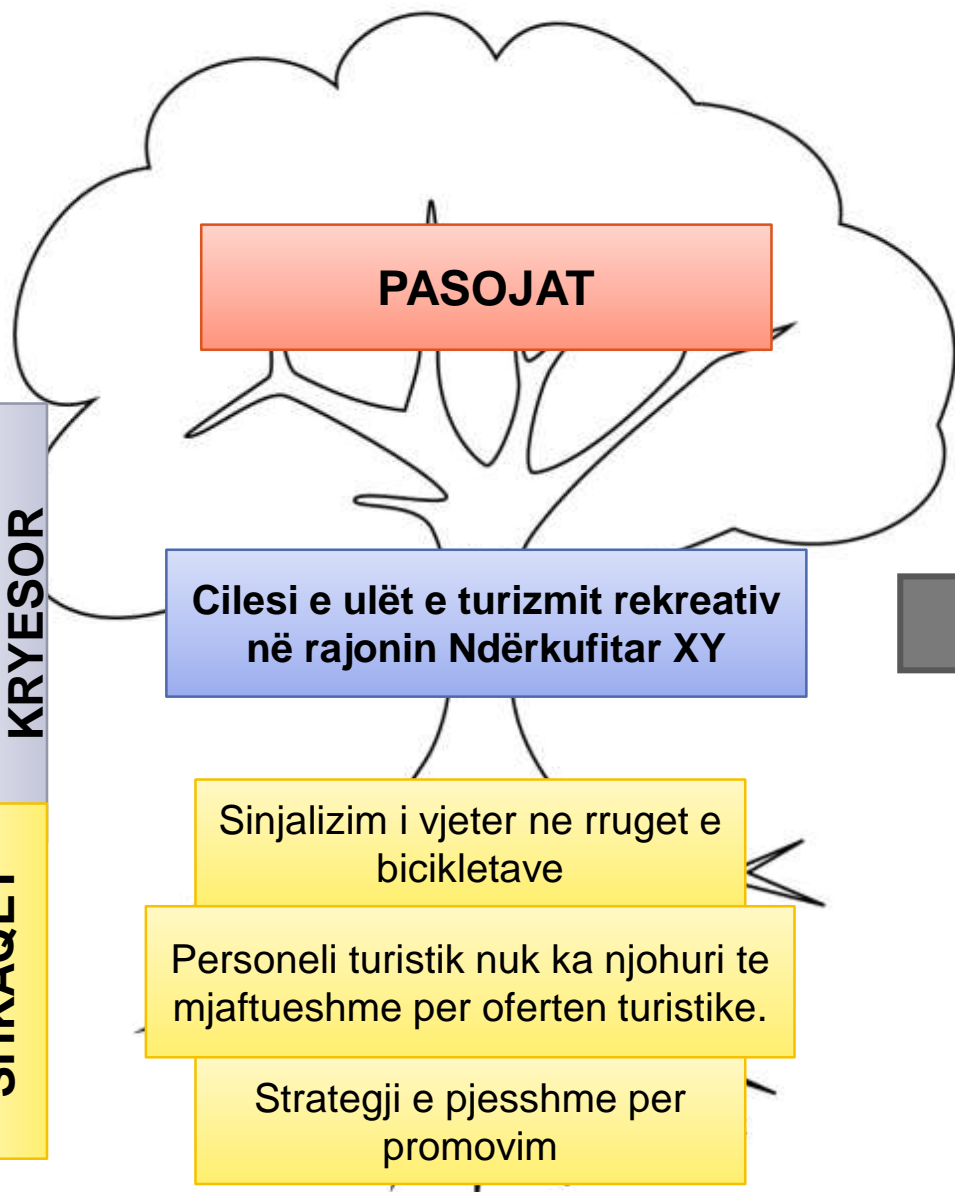 PASOJAT
KRYESOR
Cilesi e ulët e turizmit rekreativ
në rajonin Ndërkufitar XY
Sinjalizim i vjeter ne rruget e
bicikletave
Personeli turistik nuk ka njohuri te
mjaftueshme per oferten turistike.
Strategji e pjesshme per
promovim